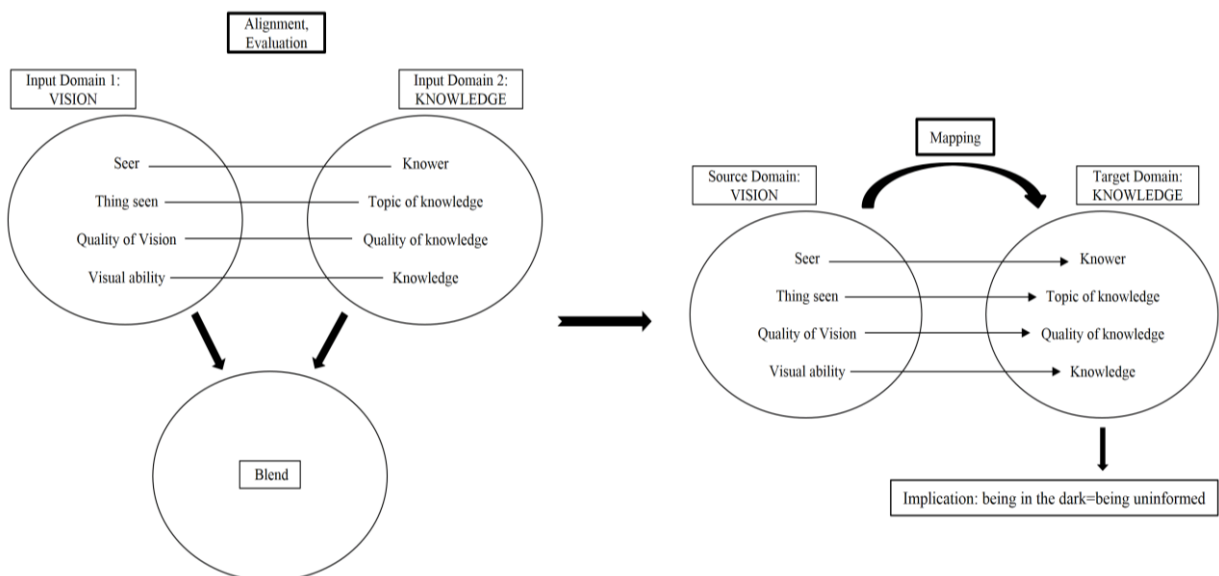 Alignment,
Evaluation
Input Domain 1:
VISION
Input Domain 2:
KNOWLEDGE
Seer
Knower
Thing seen
Topic of knowledge
Quality of Vision
Quality of knowledge
Visual ability
Knowledge
Blend
Mapping
Source Domain:
VISION
Target Domain:
KNOWLEDGE
Seer
Knower
Thing seen
Topic of knowledge
Quality of Vision
Quality of knowledge
Visual ability
Knowledge
Implication: being in the dark=being uninformed